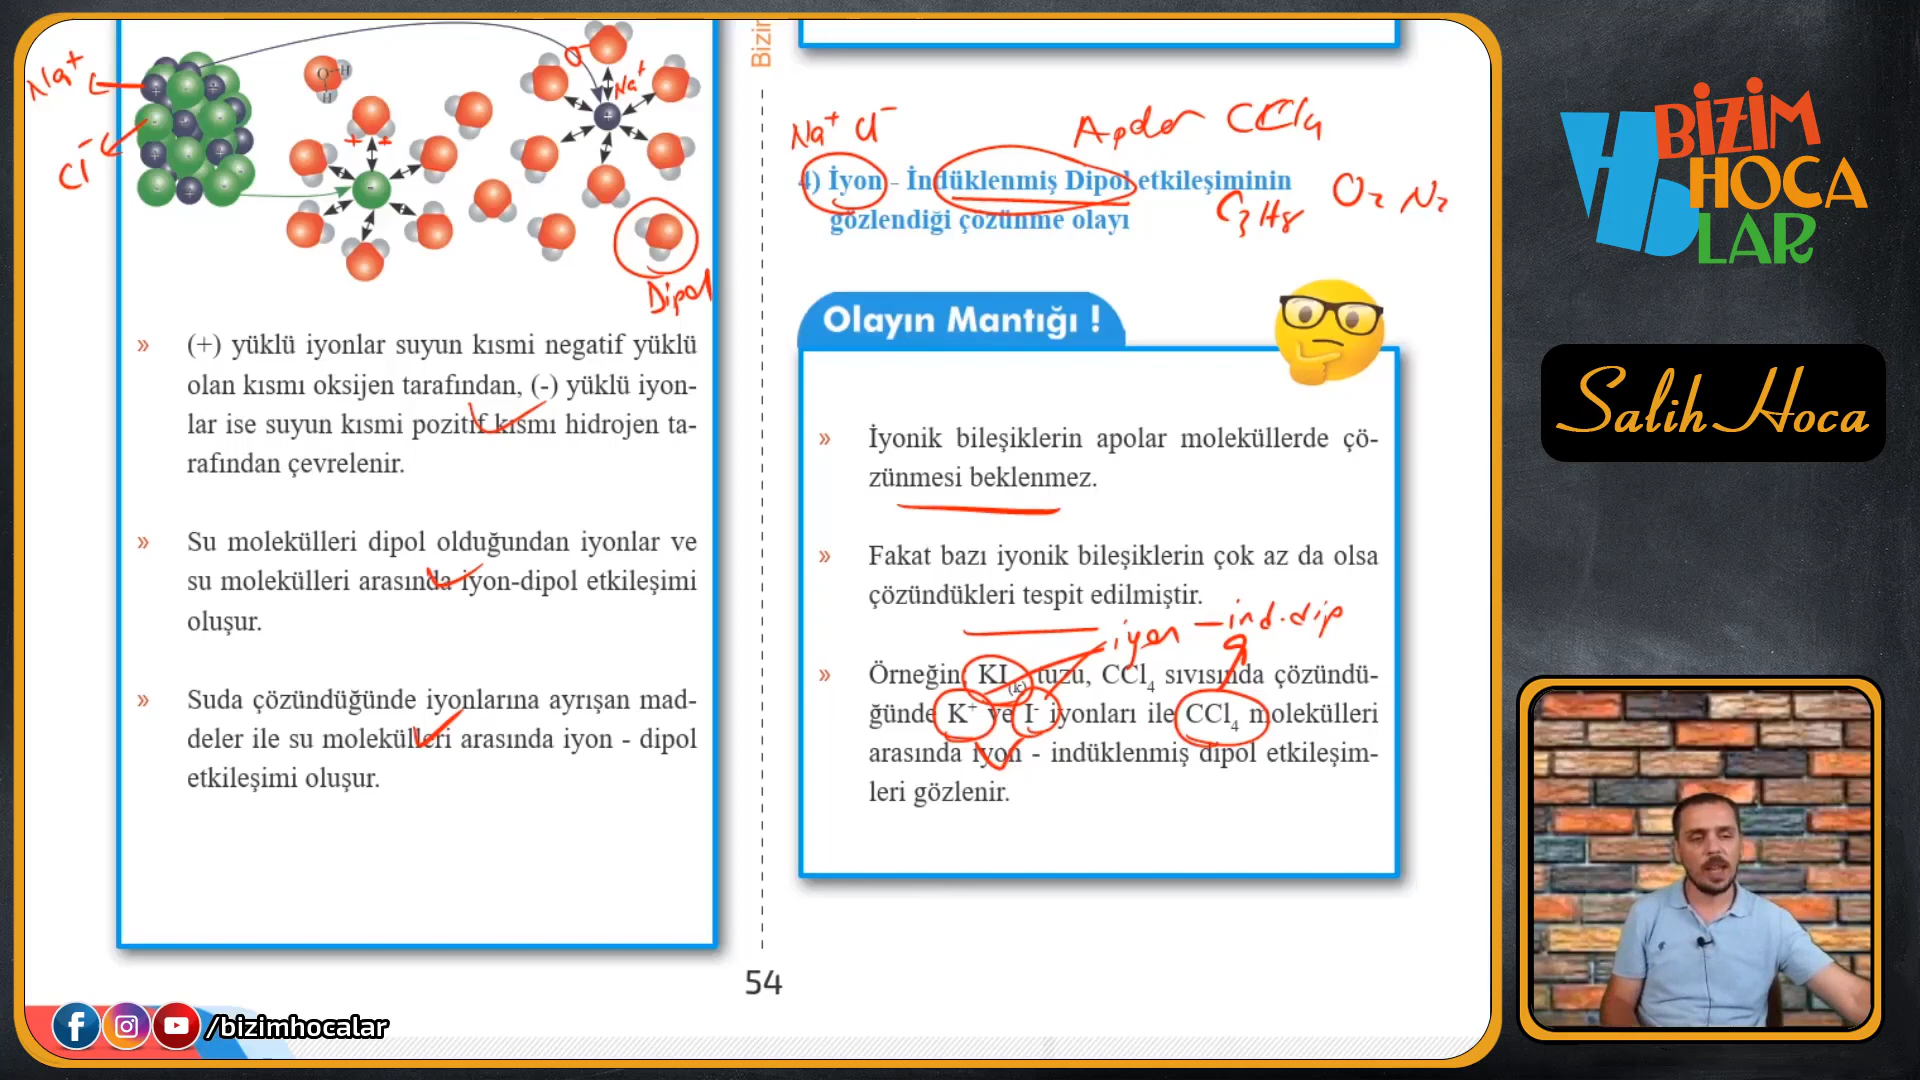 Na⁺
Cl⁻
O H
H
O⁻
Na⁺
+ +
Dipol
» (+) yüklü iyonlar suyun kısmi negatif yüklü
olan kısmı oksijen tarafından, (-) yüklü iyon-
lar ise suyun kısmi pozitif kısmı hidrojen ta-
rafından çevrelenir.
» Su molekülleri dipol olduğundan iyonlar ve
su molekülleri arasında iyon-dipol etkileşimi
oluşur.
» Suda çözündüğünde iyonlarına ayrışan mad-
deler ile su molekülleri arasında iyon - dipol
etkileşimi oluşur.
Bizim
Na⁺ Cl⁻
Apolar CCl₄
4) İyon - İndüklenmiş Dipol etkileşiminin
gözlendiği çözünme olayı
C₃H₈ O₂ N₂
Olayın Mantığı !
» İyonik bileşiklerin apolar moleküllerde çö-
zünmesi beklenmez.
» Fakat bazı iyonik bileşiklerin çok az da olsa
çözündükleri tespit edilmiştir.
iyon - ind.dip
» Örneğin, KI(k) tuzu, CCl₄ sıvısında çözündü-
ğünde K⁺ ve I⁻ iyonları ile CCl₄ molekülleri
arasında iyon - indüklenmiş dipol etkileşim-
leri gözlenir.
54
/bizimhocalar
BİZİM
HOCA
LAR
Salih Hoca